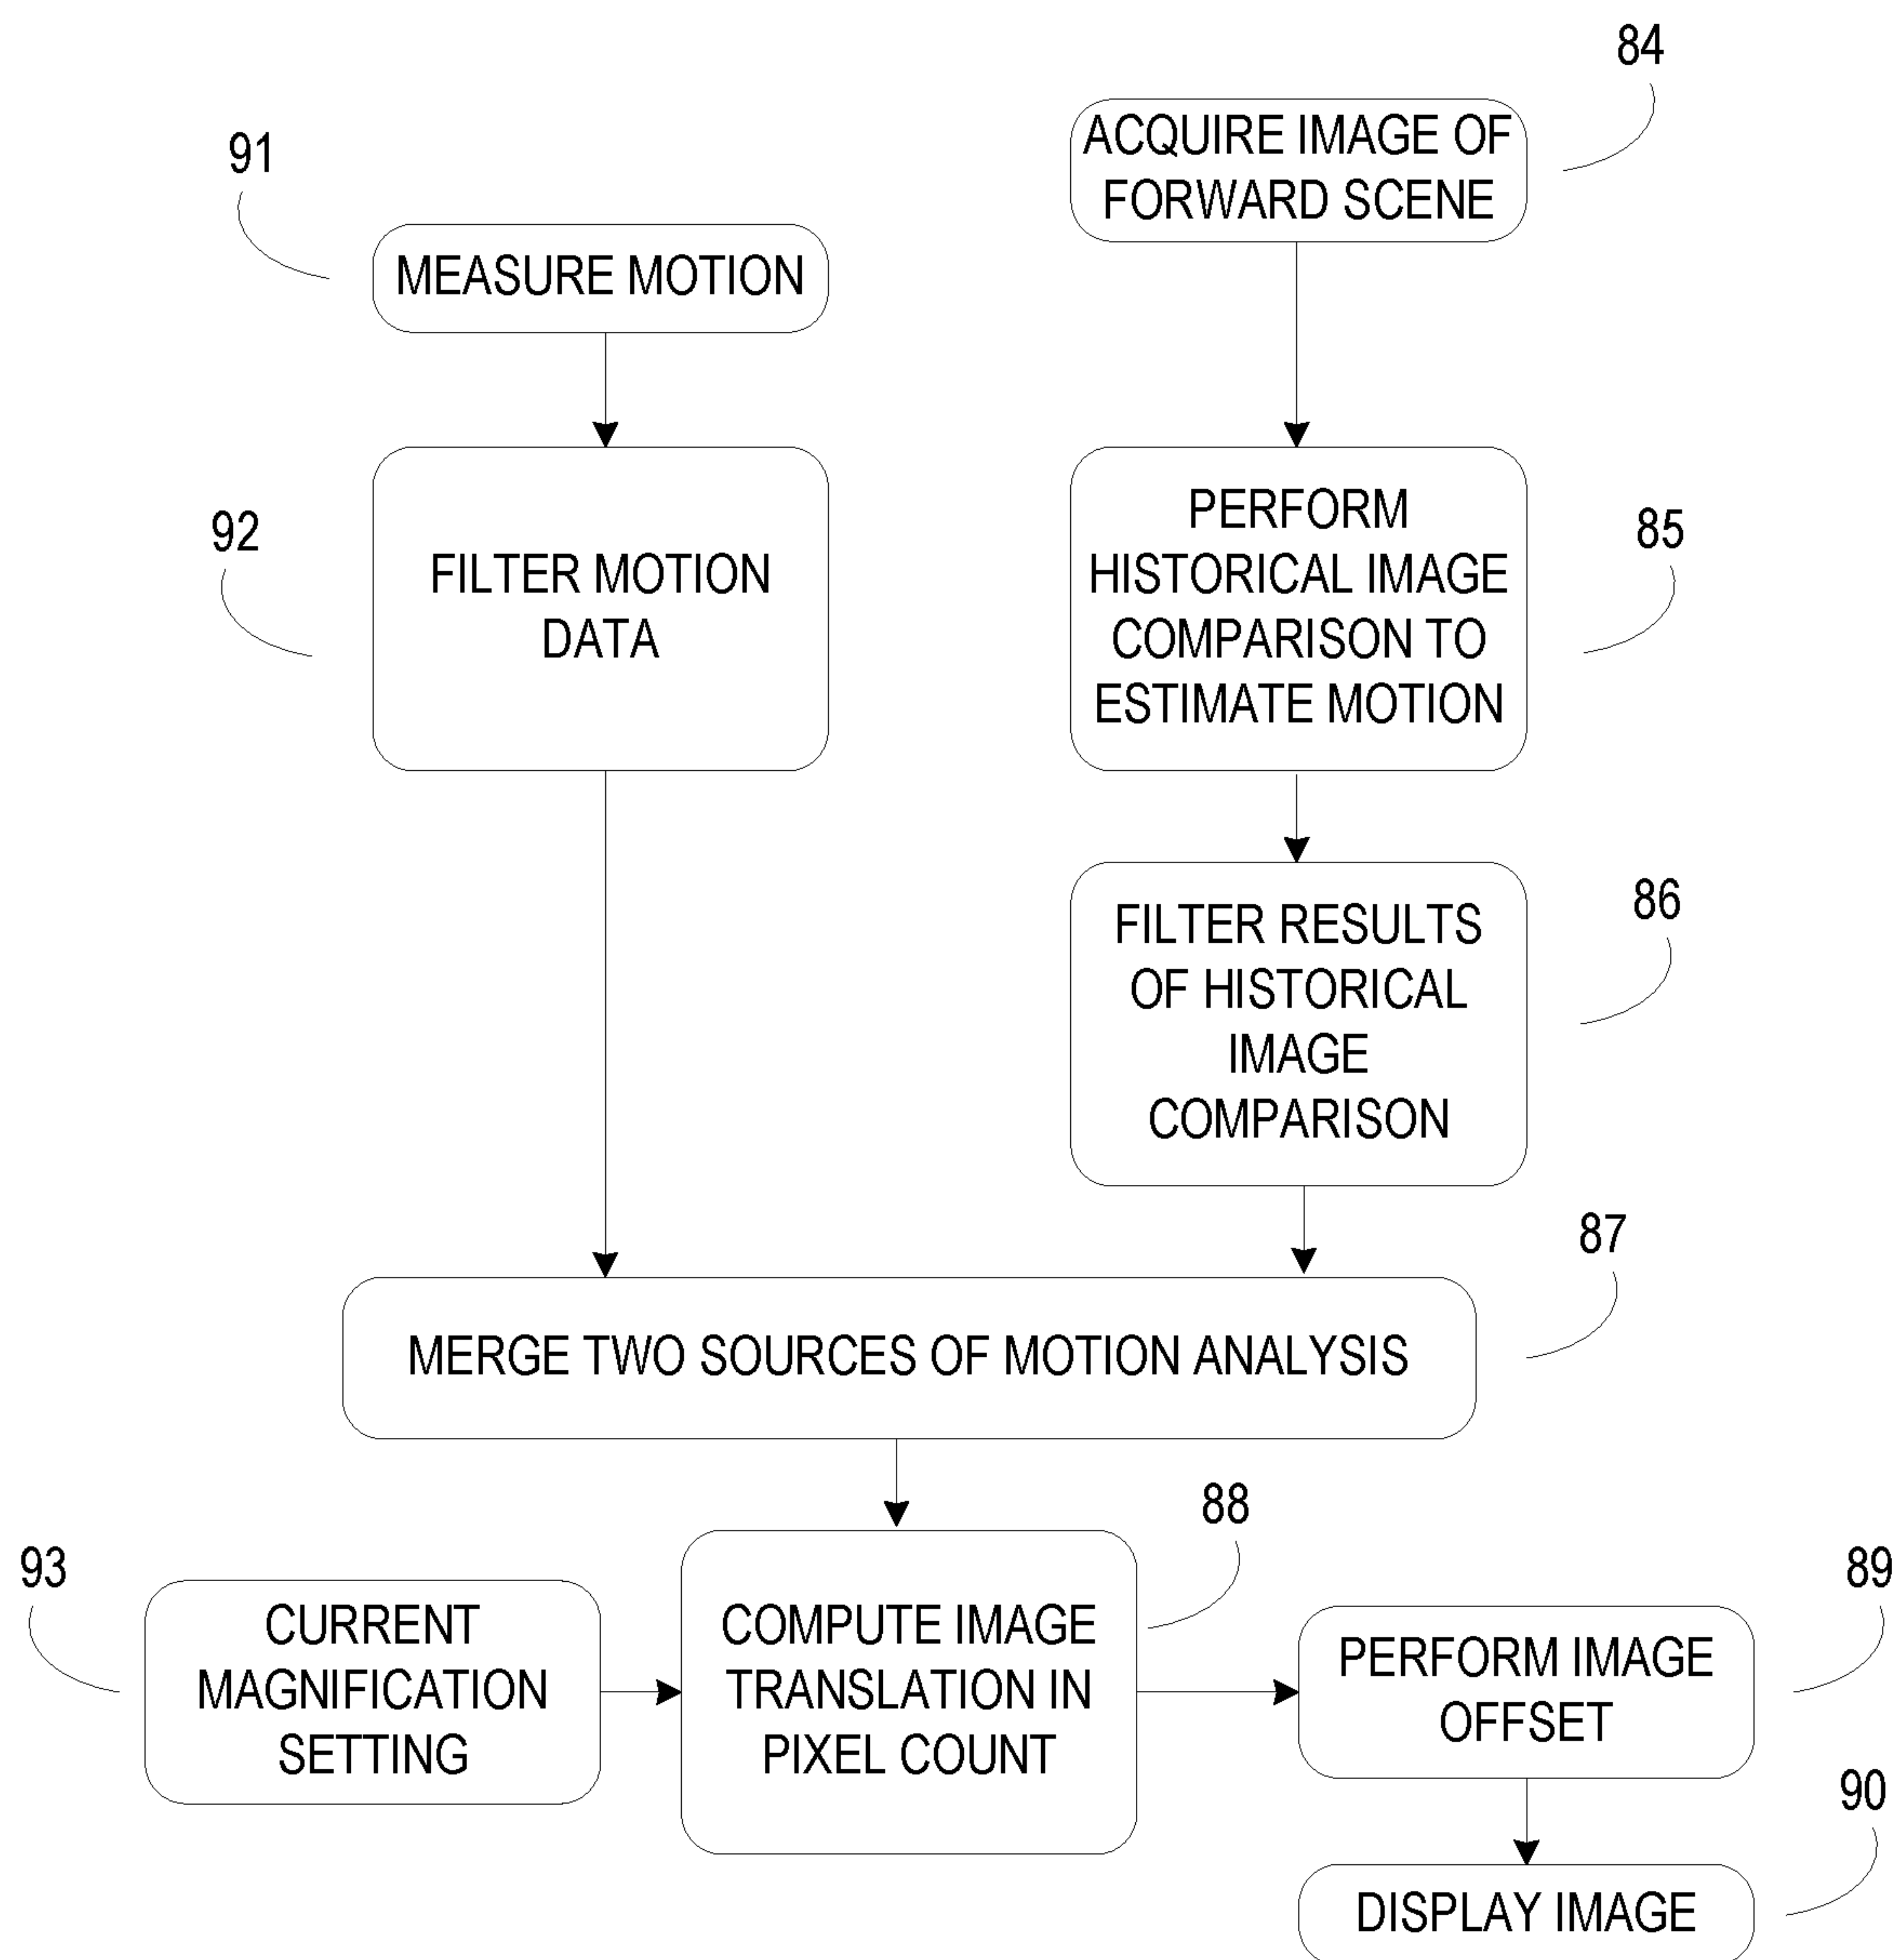 84
ACQUIRE IMAGE OF
FORWARD SCENE
91
MEASURE MOTION
92
FILTER MOTION
DATA
PERFORM
HISTORICAL IMAGE
COMPARISON TO
ESTIMATE MOTION
85
FILTER RESULTS
OF HISTORICAL
IMAGE
COMPARISON
86
87
MERGE TWO SOURCES OF MOTION ANALYSIS
88
93
CURRENT
MAGNIFICATION
SETTING
COMPUTE IMAGE
TRANSLATION IN
PIXEL COUNT
89
PERFORM IMAGE
OFFSET
90
DISPLAY IMAGE